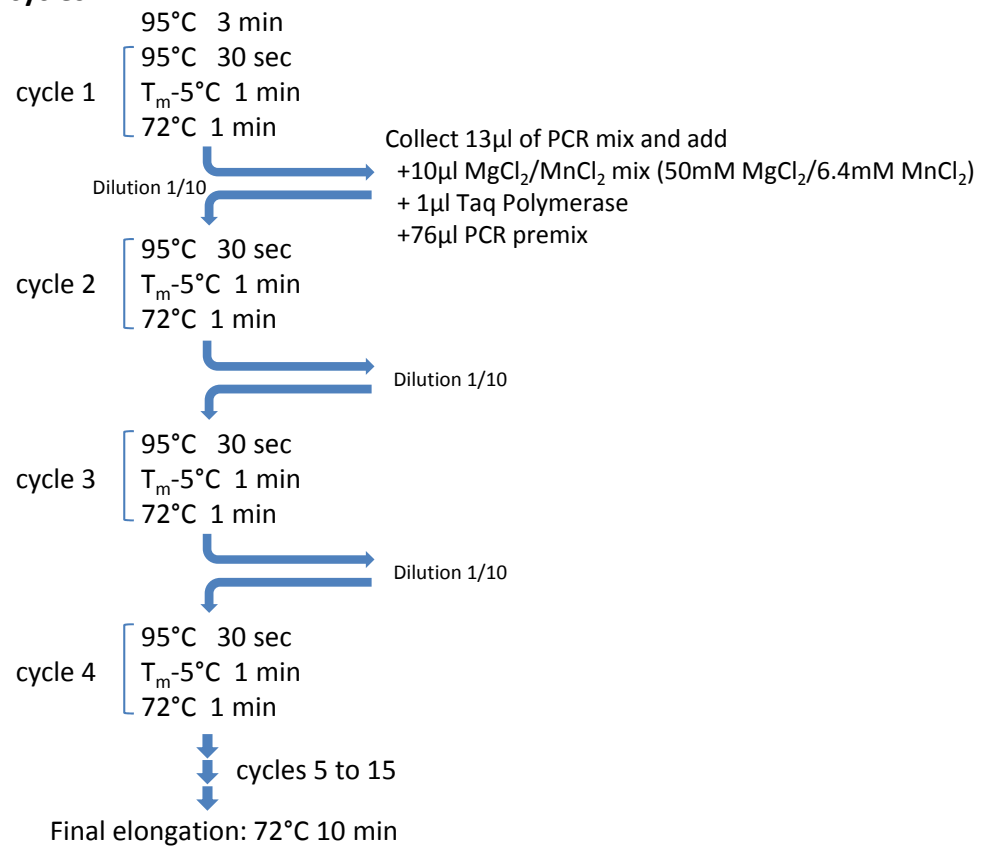 95°C 3 min
95°C 30 sec
cycle 1
Tₘ-5°C 1 min
72°C 1 min
Collect 13µl of PCR mix and add
+10µl MgCl₂/MnCl₂ mix (50mM MgCl₂/6.4mM MnCl₂)
Dilution 1/10
+ 1µl Taq Polymerase
+76µl PCR premix
95°C 30 sec
cycle 2
Tₘ-5°C 1 min
72°C 1 min
Dilution 1/10
95°C 30 sec
cycle 3
Tₘ-5°C 1 min
72°C 1 min
Dilution 1/10
95°C 30 sec
cycle 4
Tₘ-5°C 1 min
72°C 1 min
cycles 5 to 15
Final elongation: 72°C 10 min